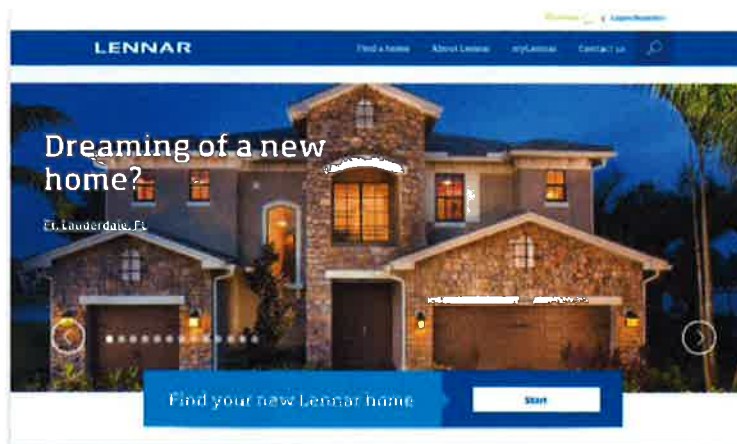 LENNAR
Find a home About Lennar myLennar Contact us
Dreaming of a new
home?
Ft. Lauderdale, FL
Find your new Lennar home
Start